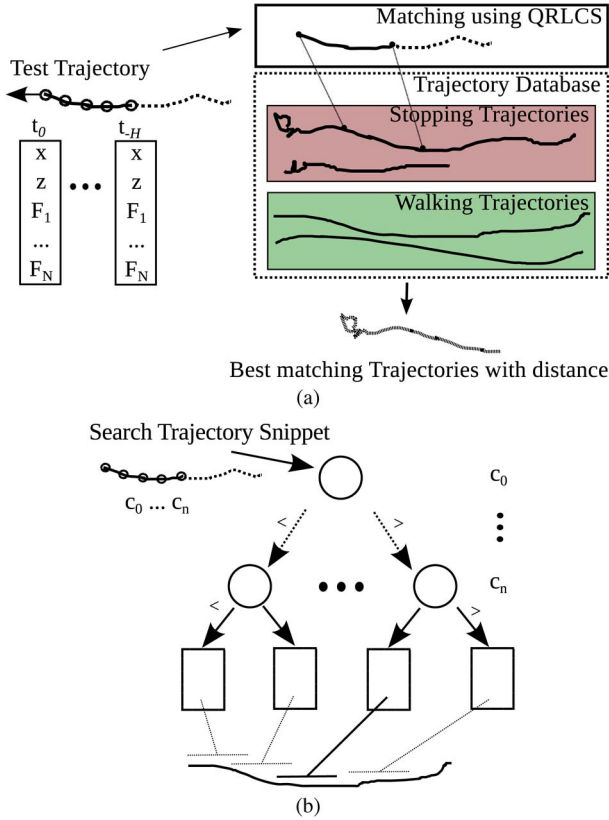 Matching using QRLCS
Test Trajectory
Trajectory Database
Stopping Trajectories
t0 t-H
x x
z z
F1 F1
... ...
FN FN
Walking Trajectories
Best matching Trajectories with distance
(a)
Search Trajectory Snippet
c0 ... cn
c0
< >
cn
< >
(b)